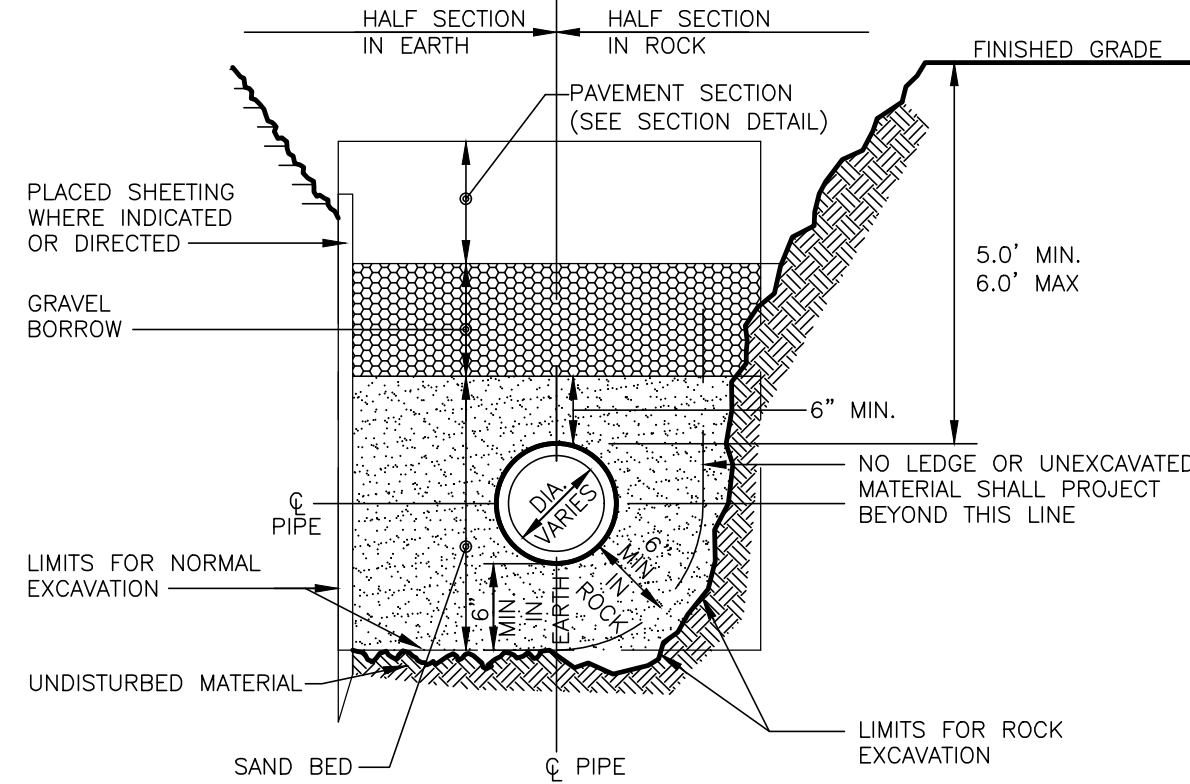 HALF SECTION
IN EARTH
HALF SECTION
IN ROCK
FINISHED GRADE
PAVEMENT SECTION
(SEE SECTION DETAIL)
PLACED SHEETING
WHERE INDICATED
OR DIRECTED
5.0' MIN.
6.0' MAX
GRAVEL
BORROW
6" MIN.
NO LEDGE OR UNEXCAVATED
MATERIAL SHALL PROJECT
BEYOND THIS LINE
DIA.
VARIES
℄
PIPE
6"
MIN.
IN
ROCK
LIMITS FOR NORMAL
EXCAVATION
6"
MIN
IN
EARTH
UNDISTURBED MATERIAL
LIMITS FOR ROCK
EXCAVATION
SAND BED
℄ PIPE